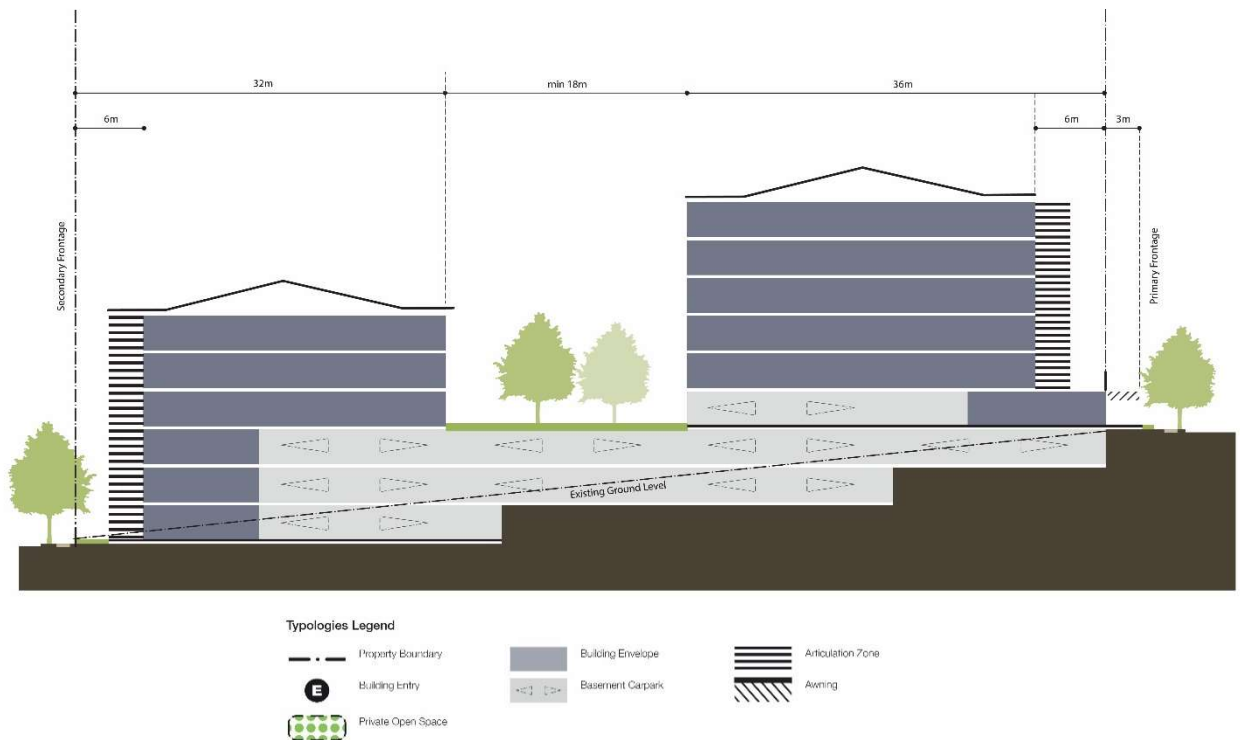 32m
min 18m
36m
6m
6m
3m
Secondary Frontage
Primary Frontage
Existing Ground Level
Typologies Legend
Property Boundary
Building Envelope
Articulation Zone
E
Building Entry
Basement Carpark
Awning
Private Open Space